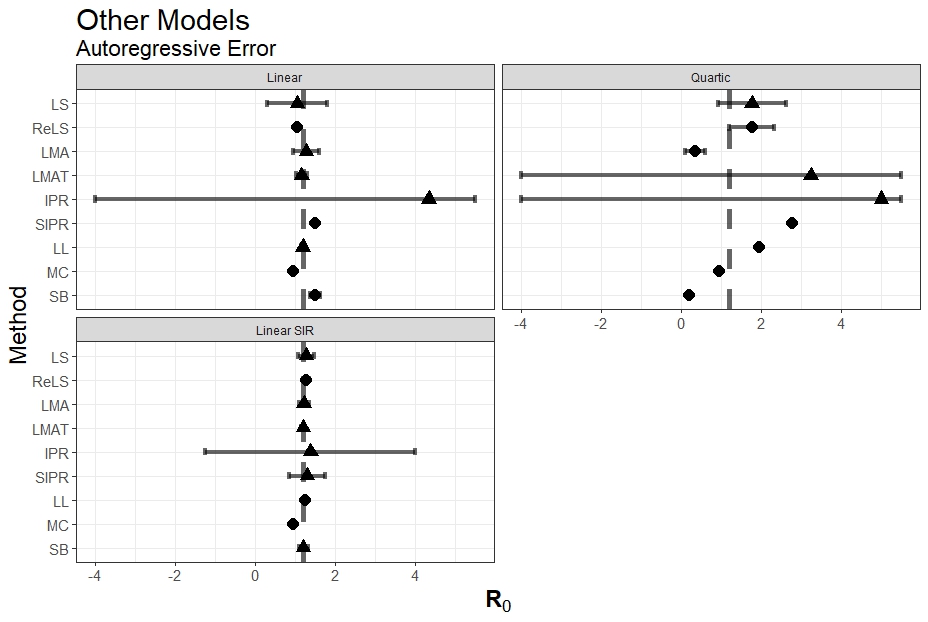 Other Models
Autoregressive Error
Linear
Quartic
LS
ReLS
LMA
LMAT
IPR
SIPR
LL
MC
SB
-4 -2 0 2 4
Linear SIR
LS
ReLS
LMA
LMAT
IPR
SIPR
LL
MC
SB
-4 -2 0 2 4
Method
R0